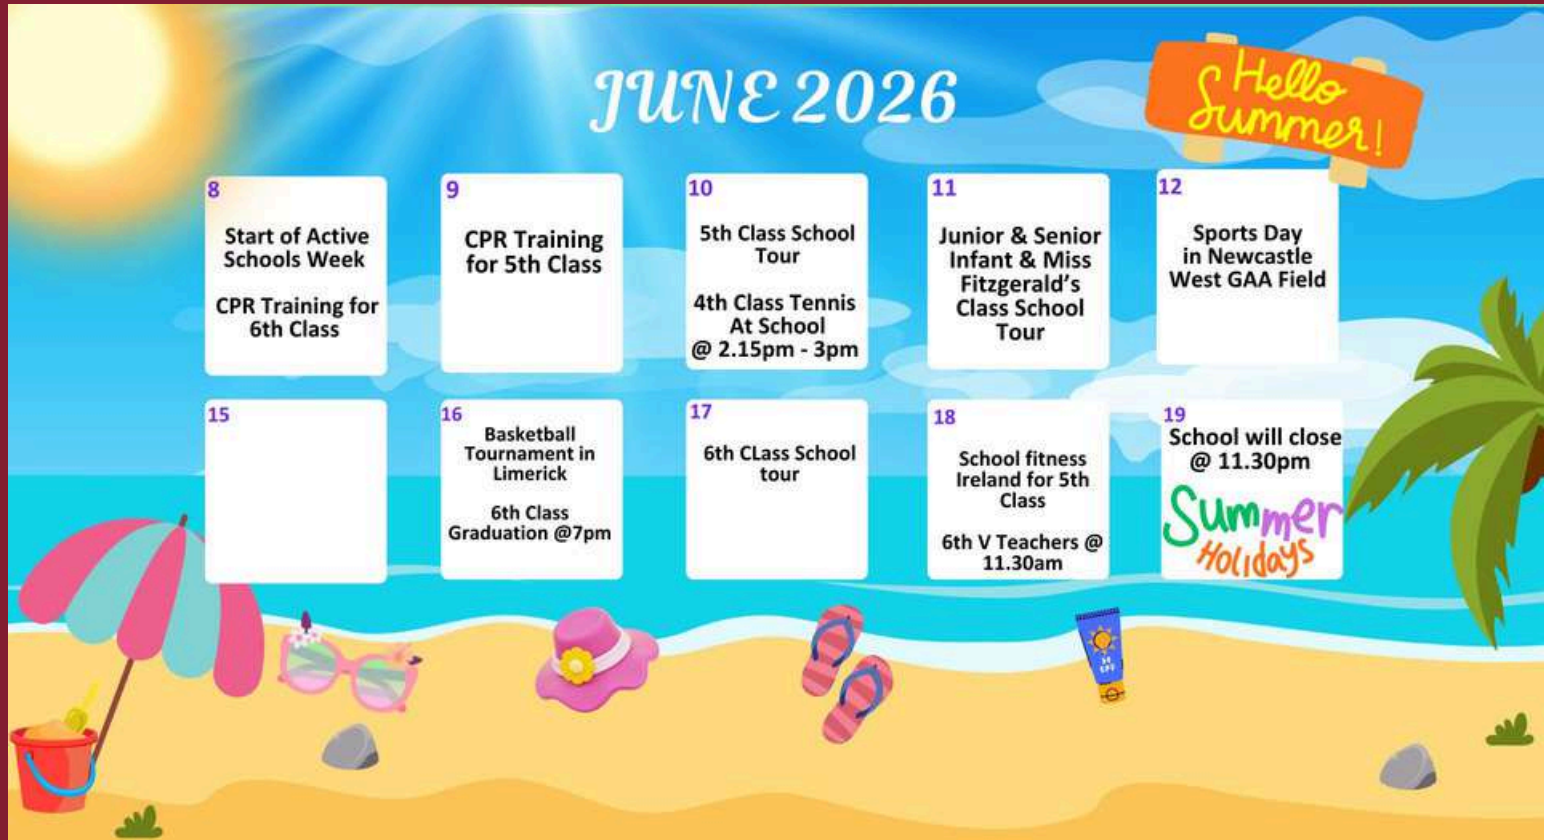 JUNE 2026
Hello
Summer!
8
Start of Active
Schools Week
CPR Training for
6th Class
9
CPR Training
for 5th Class
10
5th Class School
Tour
4th Class Tennis
At School
@ 2.15pm - 3pm
11
Junior & Senior
Infant & Miss
Fitzgerald's
Class School
Tour
12
Sports Day
in Newcastle
West GAA Field
15
16
Basketball
Tournament in
Limerick
6th Class
Graduation @7pm
17
6th CLass School
tour
18
School fitness
Ireland for 5th
Class
6th V Teachers @
11.30am
19
School will close
@ 11.30pm
Summer
HOLIdays